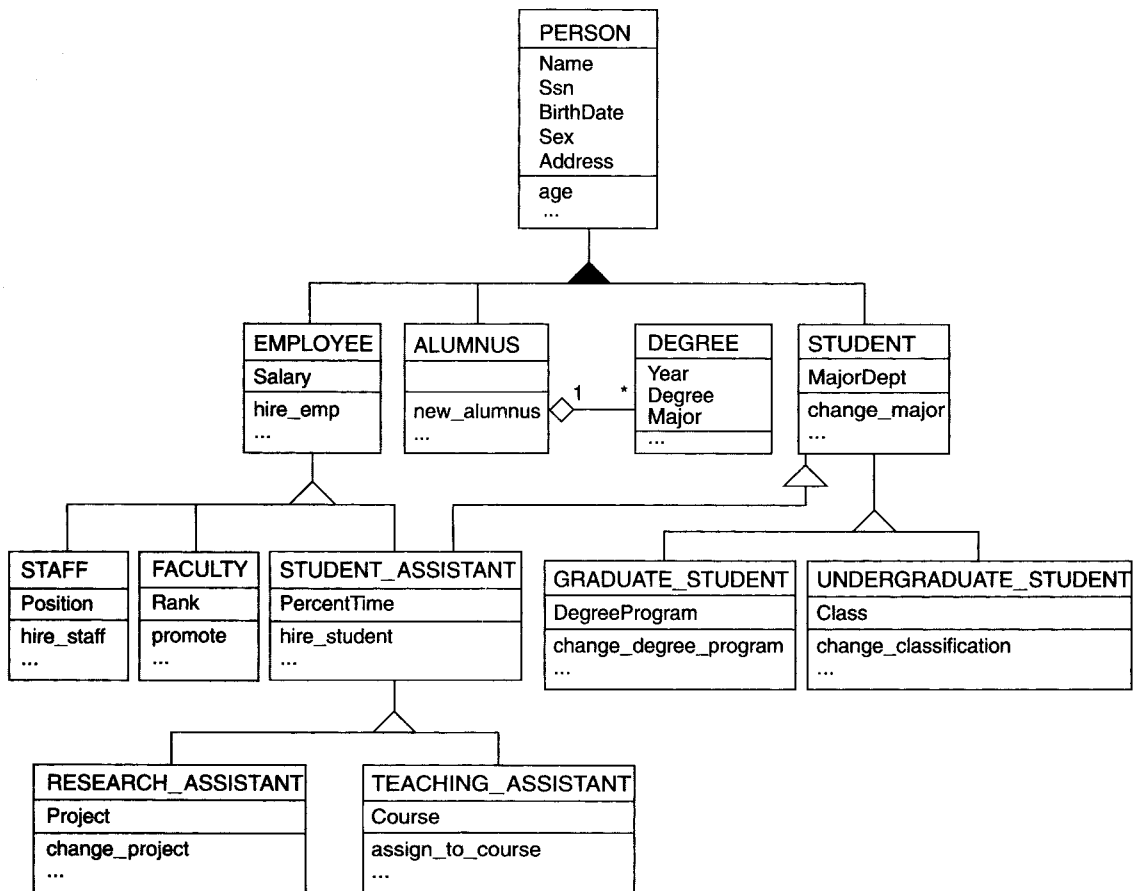 PERSON
Name
Ssn
BirthDate
Sex
Address
age
...
EMPLOYEE
Salary
hire_emp
...
ALUMNUS
new_alumnus
...
1
*
DEGREE
Year
Degree
Major
...
STUDENT
MajorDept
change_major
...
STAFF
Position
hire_staff
...
FACULTY
Rank
promote
...
STUDENT_ASSISTANT
PercentTime
hire_student
...
GRADUATE_STUDENT
DegreeProgram
change_degree_program
...
UNDERGRADUATE_STUDENT
Class
change_classification
...
RESEARCH_ASSISTANT
Project
change_project
...
TEACHING_ASSISTANT
Course
assign_to_course
...